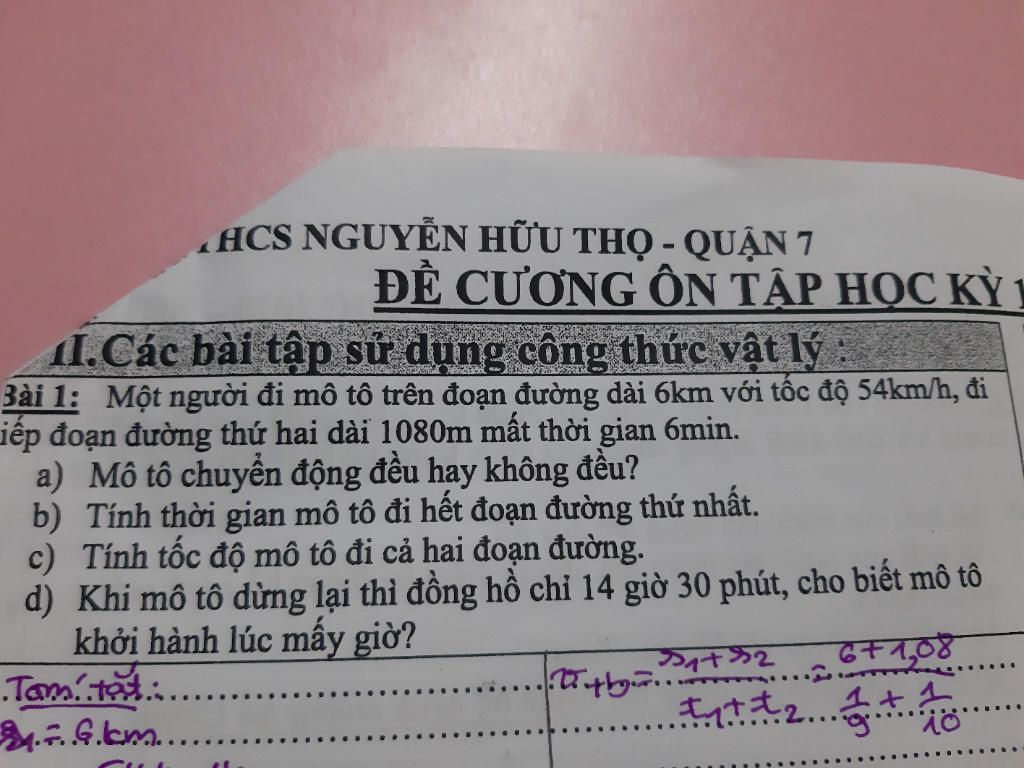 THCS NGUYỄN HỮU THỌ - QUẬN 7
ĐỀ CƯƠNG ÔN TẬP HỌC KỲ 1
II.Các bài tập sử dụng công thức vật lý :
Bài 1: Một người đi mô tô trên đoạn đường dài 6km với tốc độ 54km/h, đi
iếp đoạn đường thứ hai dài 1080m mất thời gian 6min.
a) Mô tô chuyển động đều hay không đều?
b) Tính thời gian mô tô đi hết đoạn đường thứ nhất.
c) Tính tốc độ mô tô đi cả hai đoạn đường.
d) Khi mô tô dừng lại thì đồng hồ chỉ 14 giờ 30 phút, cho biết mô tô
khởi hành lúc mấy giờ?
Tóm tắt:
s1 = 6km
vtb = s1+s2 / t1+t2 = 6+1,08 / 1/9 + 1/10